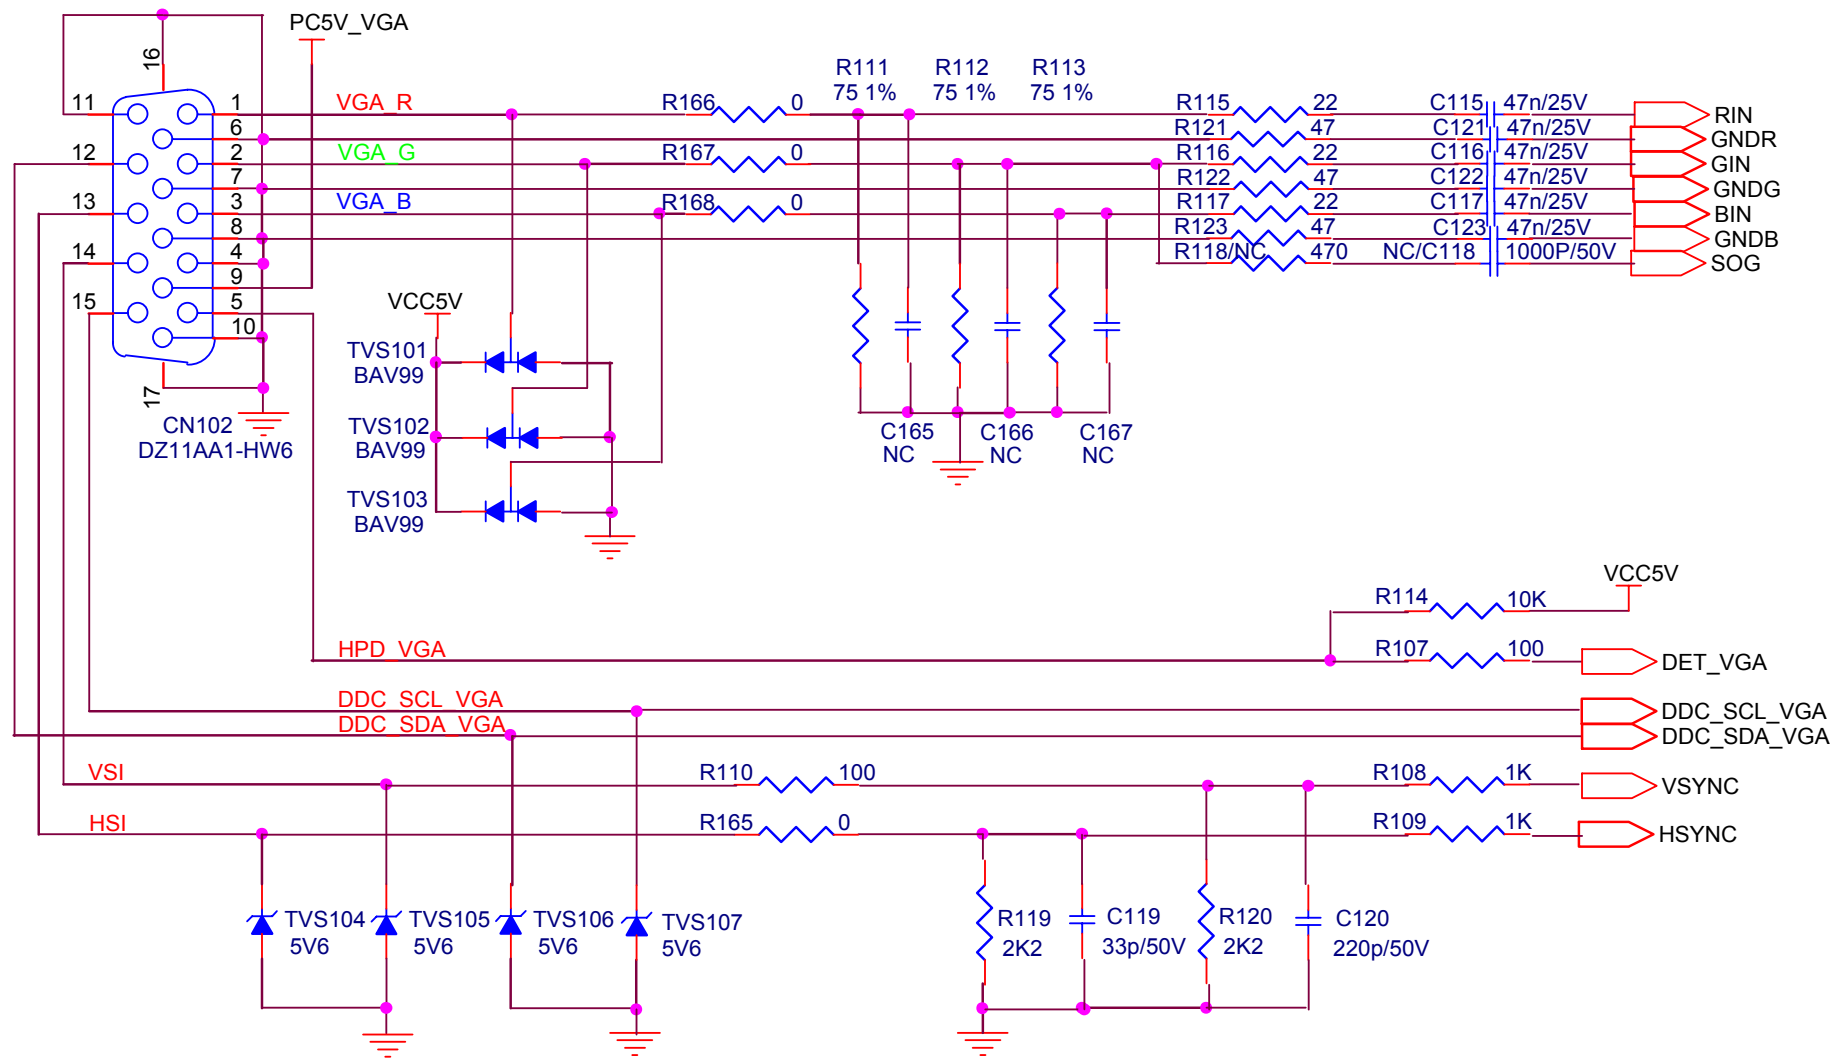 PC5V_VGA
16
11
1
VGA_R
R166
0
R111
75 1%
R112
75 1%
R113
75 1%
R115
22
C115
47n/25V
RIN
6
R121
47
C121
47n/25V
GNDR
12
2
VGA_G
R167
0
R116
22
C116
47n/25V
GIN
7
R122
47
C122
47n/25V
GNDG
13
3
VGA_B
R168
0
R117
22
C117
47n/25V
BIN
8
R123
47
C123
47n/25V
GNDB
14
4
R118/NC
470
NC/C118
1000P/50V
SOG
9
15
5
VCC5V
10
TVS101
BAV99
17
CN102
DZ11AA1-HW6
TVS102
BAV99
C165
NC
C166
NC
C167
NC
TVS103
BAV99
VCC5V
R114
10K
HPD_VGA
R107
100
DET_VGA
DDC_SCL_VGA
DDC_SCL_VGA
DDC_SDA_VGA
DDC_SDA_VGA
VSI
R110
100
R108
1K
VSYNC
HSI
R165
0
R109
1K
HSYNC
TVS104
5V6
TVS105
5V6
TVS106
5V6
TVS107
5V6
R119
2K2
C119
33p/50V
R120
2K2
C120
220p/50V